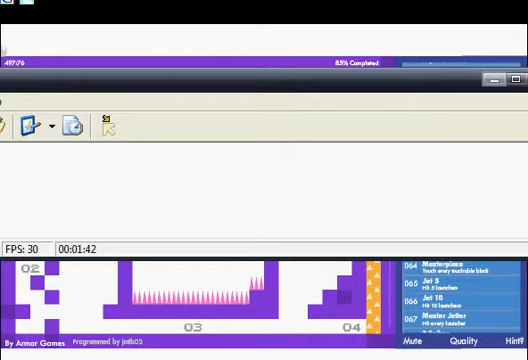 497:76
85% Completed
FPS: 30
00:01:42
02
03
04
064
Masterpiece
Touch every touchable block
065
Jet 5
Hit 5 launchers
066
Jet 10
Hit 10 launchers
067
Master Jetter
Hit every launcher
By Armor Games
Programmed by jmtb02
Mute
Quality
Hint?